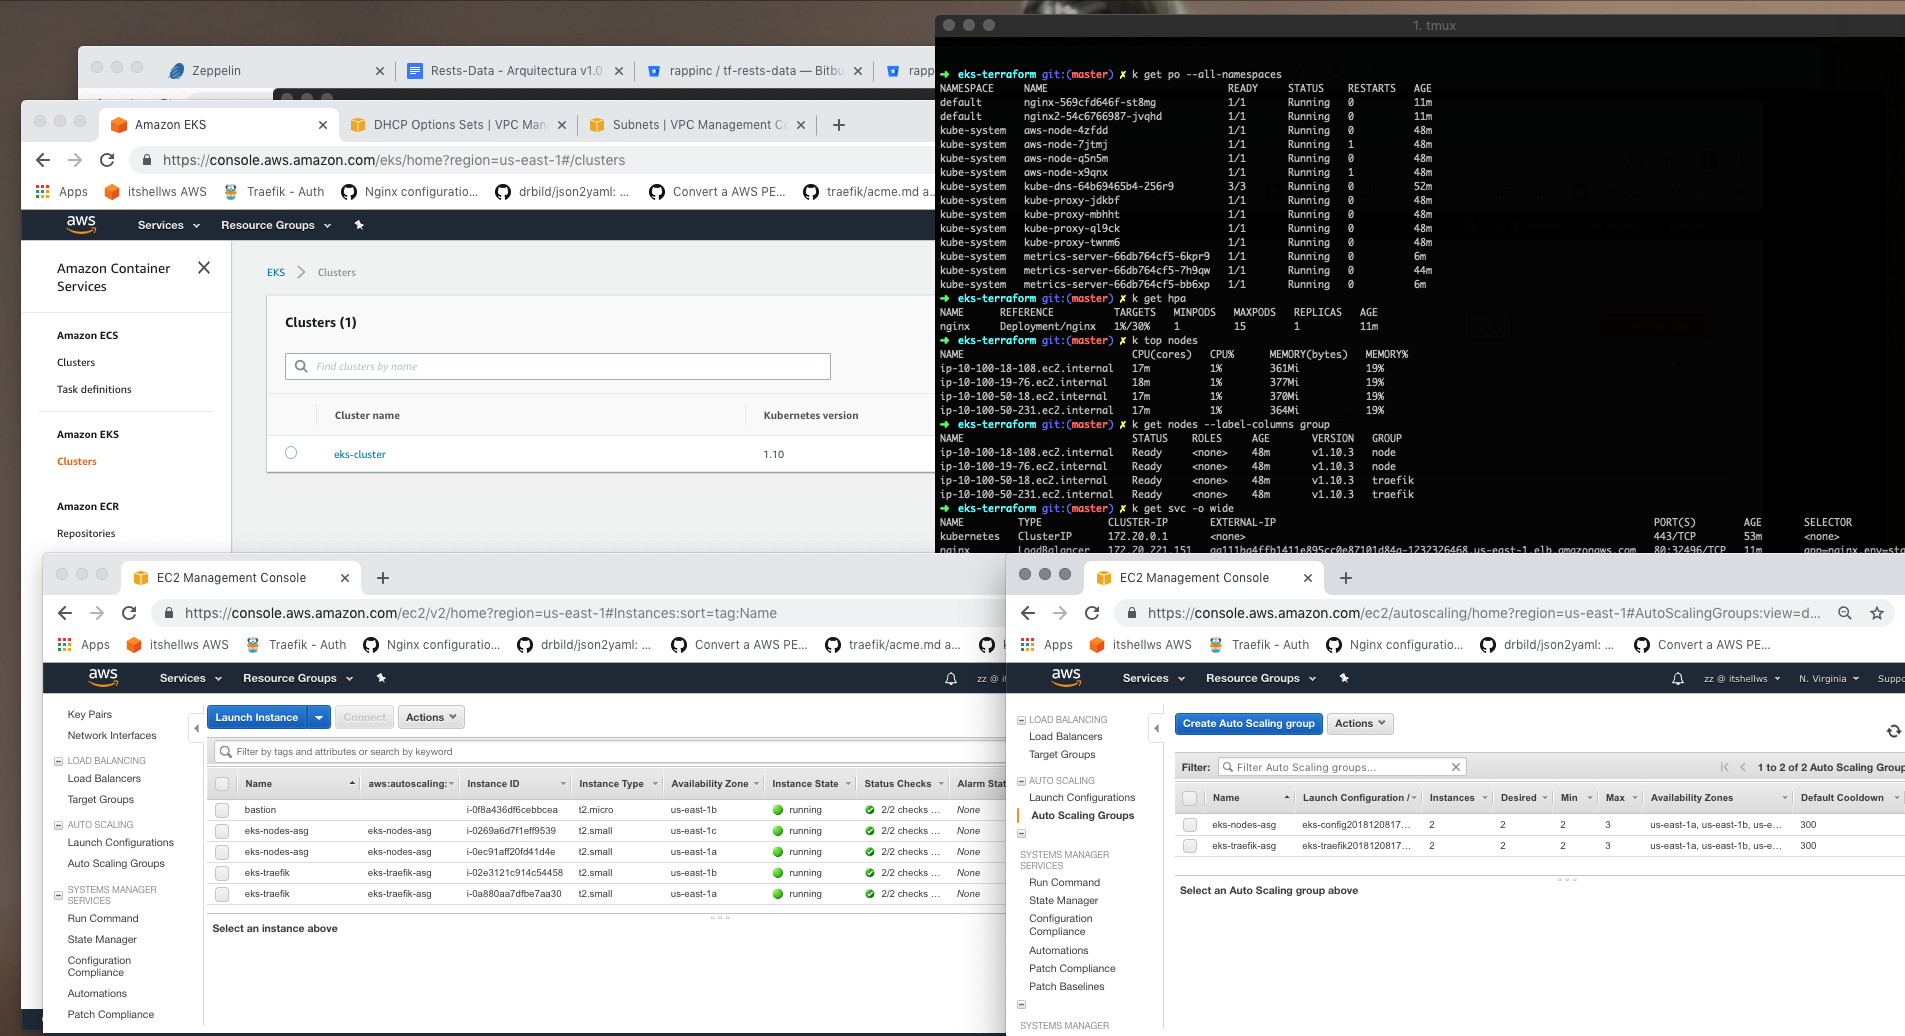 1. tmux
Zeppelin
Rests-Data - Arquitectura v1.0
rappinc / tf-rests-data — Bitbu
rapp
Amazon EKS
DHCP Options Sets | VPC Man
Subnets | VPC Management Co
https://console.aws.amazon.com/eks/home?region=us-east-1#/clusters
Apps
itshellws AWS
Traefik - Auth
Nginx configuratio...
drbild/json2yaml: ...
Convert a AWS PE...
traefik/acme.md a...
aws
Services
Resource Groups
Amazon Container
Services
Amazon ECS
Clusters
Task definitions
Amazon EKS
Clusters
Amazon ECR
Repositories
EKS
Clusters
Clusters (1)
Find clusters by name
Cluster name Kubernetes version
eks-cluster 1.10
➜ eks-terraform git:(master) ✗ k get po --all-namespaces
NAMESPACE NAME READY STATUS RESTARTS AGE
default nginx-569cfd646f-st8mg 1/1 Running 0 11m
default nginx2-54c6766987-jvqhd 1/1 Running 0 11m
kube-system aws-node-4zfdd 1/1 Running 0 48m
kube-system aws-node-7jtmj 1/1 Running 1 48m
kube-system aws-node-q5n5m 1/1 Running 0 48m
kube-system aws-node-x9qnx 1/1 Running 1 48m
kube-system kube-dns-64b69465b4-256r9 3/3 Running 0 52m
kube-system kube-proxy-jdkbf 1/1 Running 0 48m
kube-system kube-proxy-mbhht 1/1 Running 0 48m
kube-system kube-proxy-ql9ck 1/1 Running 0 48m
kube-system kube-proxy-twnm6 1/1 Running 0 48m
kube-system metrics-server-66db764cf5-6kpr9 1/1 Running 0 6m
kube-system metrics-server-66db764cf5-7h9qw 1/1 Running 0 44m
kube-system metrics-server-66db764cf5-bb6xp 1/1 Running 0 6m
➜ eks-terraform git:(master) ✗ k get hpa
NAME REFERENCE TARGETS MINPODS MAXPODS REPLICAS AGE
nginx Deployment/nginx 1%/30% 1 15 1 11m
➜ eks-terraform git:(master) ✗ k top nodes
NAME CPU(cores) CPU% MEMORY(bytes) MEMORY%
ip-10-100-18-108.ec2.internal 17m 1% 361Mi 19%
ip-10-100-19-76.ec2.internal 18m 1% 377Mi 19%
ip-10-100-50-18.ec2.internal 17m 1% 370Mi 19%
ip-10-100-50-231.ec2.internal 17m 1% 364Mi 19%
➜ eks-terraform git:(master) ✗ k get nodes --label-columns group
NAME STATUS ROLES AGE VERSION GROUP
ip-10-100-18-108.ec2.internal Ready <none> 48m v1.10.3 node
ip-10-100-19-76.ec2.internal Ready <none> 48m v1.10.3 node
ip-10-100-50-18.ec2.internal Ready <none> 48m v1.10.3 traefik
ip-10-100-50-231.ec2.internal Ready <none> 48m v1.10.3 traefik
➜ eks-terraform git:(master) ✗ k get svc -o wide
NAME TYPE CLUSTER-IP EXTERNAL-IP PORT(S) AGE SELECTOR
kubernetes ClusterIP 172.20.0.1 <none> 443/TCP 53m <none>
nginx LoadBalancer 172.20.221.151 aa111ba4ffb1411e895cc0e87101d84a-1232326468.us-east-1.elb.amazonaws.com 80:32496/TCP 11m app=nginx,env=sta
EC2 Management Console
https://console.aws.amazon.com/ec2/v2/home?region=us-east-1#Instances:sort=tag:Name
Apps
itshellws AWS
Traefik - Auth
Nginx configuratio...
drbild/json2yaml: ...
Convert a AWS PE...
traefik/acme.md a...
aws
Services
Resource Groups
zz @ i
Key Pairs
Network Interfaces
LOAD BALANCING
Load Balancers
Target Groups
AUTO SCALING
Launch Configurations
Auto Scaling Groups
SYSTEMS MANAGER
SERVICES
Run Command
State Manager
Configuration
Compliance
Automations
Patch Compliance
Launch Instance
Connect
Actions
Filter by tags and attributes or search by keyword
Name aws:autoscaling: Instance ID Instance Type Availability Zone Instance State Status Checks Alarm Stat
bastion i-0f8a436df6cebbcea t2.micro us-east-1b running 2/2 checks ... None
eks-nodes-asg eks-nodes-asg i-0269a6d7f1eff9539 t2.small us-east-1c running 2/2 checks ... None
eks-nodes-asg eks-nodes-asg i-0ec91aff20fd41d4e t2.small us-east-1a running 2/2 checks ... None
eks-traefik eks-traefik-asg i-02e3121c914c54458 t2.small us-east-1b running 2/2 checks ... None
eks-traefik eks-traefik-asg i-0a880aa7dfbe7aa30 t2.small us-east-1a running 2/2 checks ... None
Select an instance above
EC2 Management Console
https://console.aws.amazon.com/ec2/autoscaling/home?region=us-east-1#AutoScalingGroups:view=d...
Apps
itshellws AWS
Traefik - Auth
Nginx configuratio...
drbild/json2yaml: ...
Convert a AWS PE...
aws
Services
Resource Groups
zz @ itshellws
N. Virginia
Suppo
LOAD BALANCING
Load Balancers
Target Groups
AUTO SCALING
Launch Configurations
Auto Scaling Groups
SYSTEMS MANAGER
SERVICES
Run Command
State Manager
Configuration
Compliance
Automations
Patch Compliance
Patch Baselines
SYSTEMS MANAGER
Create Auto Scaling group
Actions
Filter:
Filter Auto Scaling groups...
1 to 2 of 2 Auto Scaling Group
Name Launch Configuration / Instances Desired Min Max Availability Zones Default Cooldown
eks-nodes-asg eks-config2018120817... 2 2 2 3 us-east-1a, us-east-1b, us-e... 300
eks-traefik-asg eks-traefik2018120817... 2 2 2 3 us-east-1a, us-east-1b, us-e... 300
Select an Auto Scaling group above